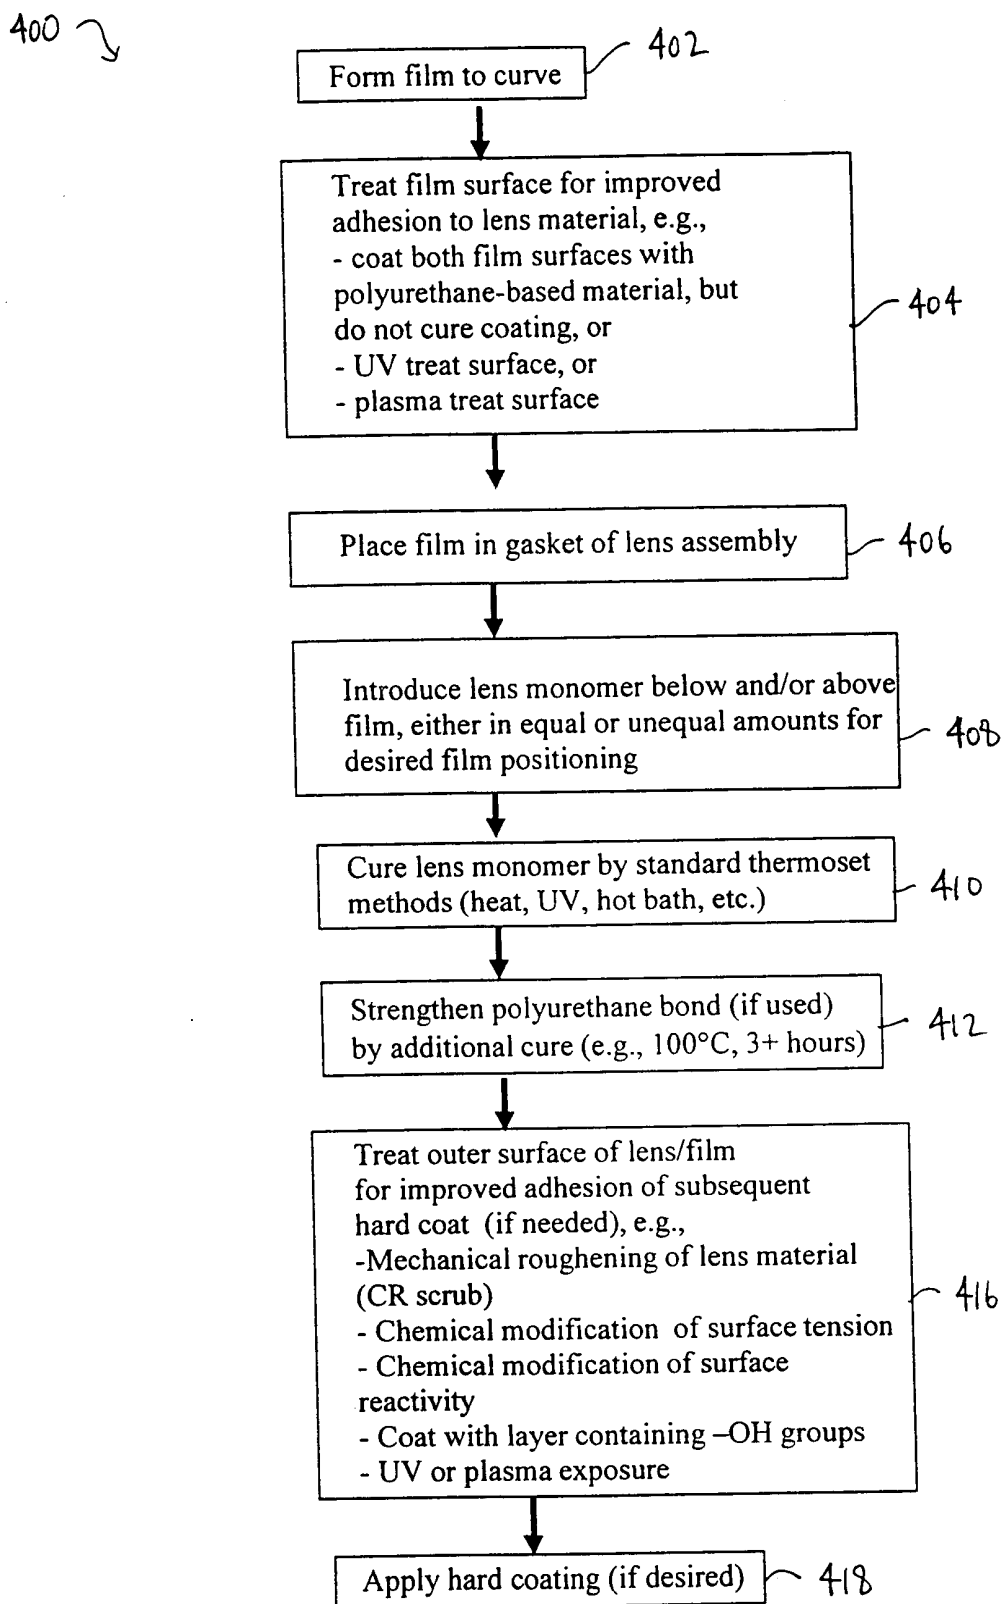 400
Form film to curve
402
Treat film surface for improved
adhesion to lens material, e.g.,
- coat both film surfaces with
polyurethane-based material, but
do not cure coating, or
- UV treat surface, or
- plasma treat surface
404
Place film in gasket of lens assembly
406
Introduce lens monomer below and/or above
film, either in equal or unequal amounts for
desired film positioning
408
Cure lens monomer by standard thermoset
methods (heat, UV, hot bath, etc.)
410
Strengthen polyurethane bond (if used)
by additional cure (e.g., 100°C, 3+ hours)
412
Treat outer surface of lens/film
for improved adhesion of subsequent
hard coat (if needed), e.g.,
-Mechanical roughening of lens material
(CR scrub)
- Chemical modification of surface tension
- Chemical modification of surface
reactivity
- Coat with layer containing –OH groups
- UV or plasma exposure
416
Apply hard coating (if desired)
418